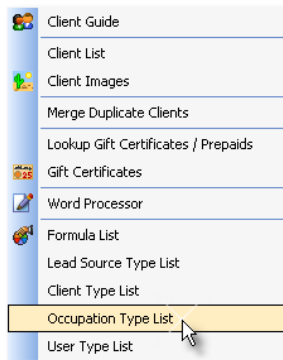 Client Guide
Client List
Client Images
Merge Duplicate Clients
Lookup Gift Certificates / Prepaids
Gift Certificates
Word Processor
Formula List
Lead Source Type List
Client Type List
Occupation Type List
User Type List